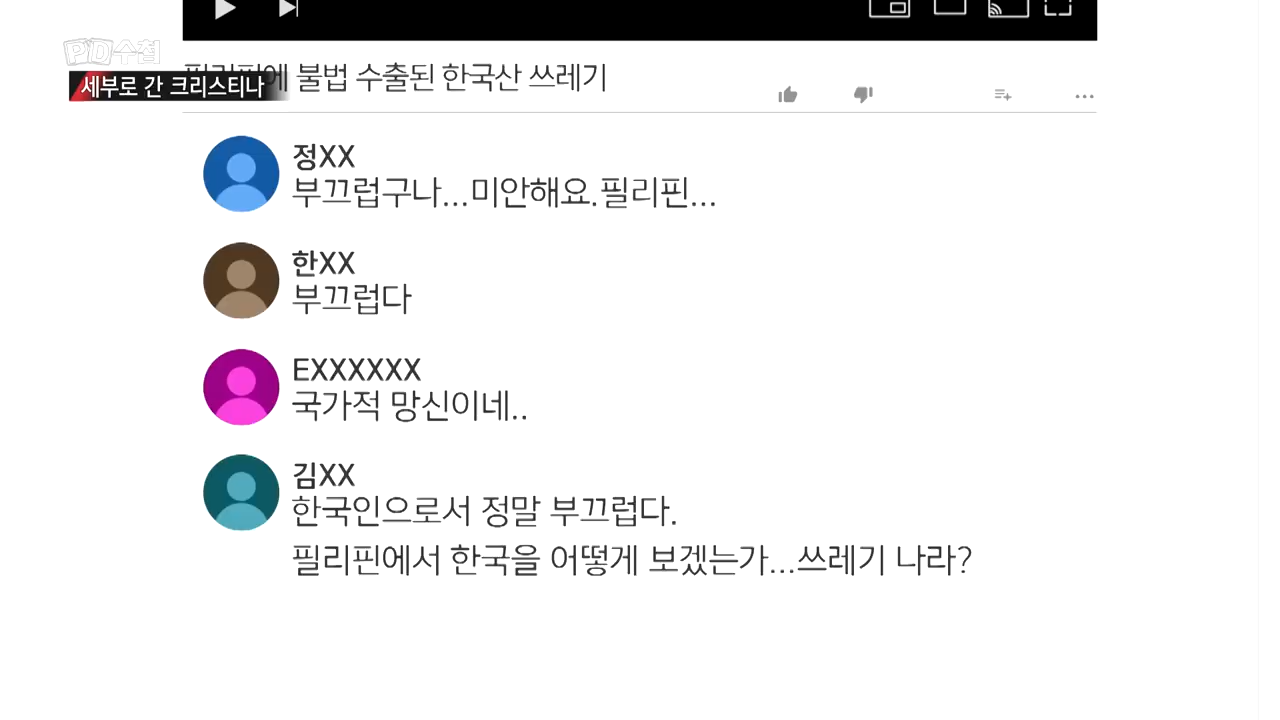 PD수첩
세부로 간 크리스티나
필리핀에 불법 수출된 한국산 쓰레기
정XX
부끄럽구나...미안해요.필리핀...
한XX
부끄럽다
EXXXXXX
국가적 망신이네..
김XX
한국인으로서 정말 부끄럽다.
필리핀에서 한국을 어떻게 보겠는가...쓰레기 나라?